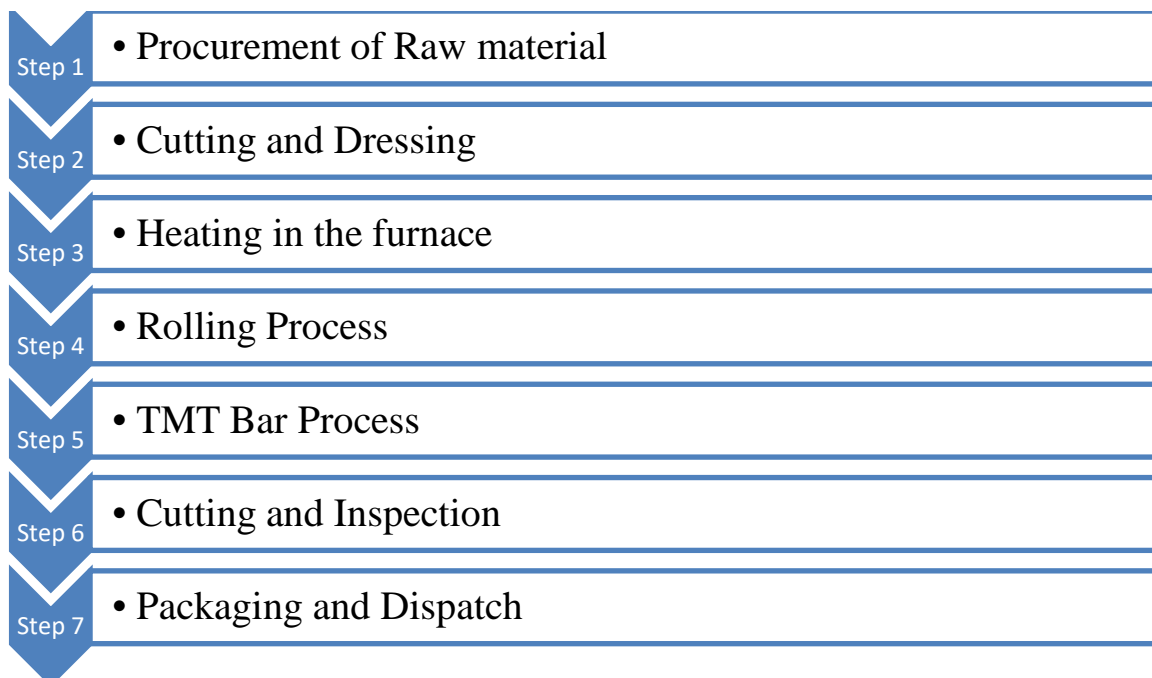 Step 1
• Procurement of Raw material
Step 2
• Cutting and Dressing
Step 3
• Heating in the furnace
Step 4
• Rolling Process
Step 5
• TMT Bar Process
Step 6
• Cutting and Inspection
Step 7
• Packaging and Dispatch